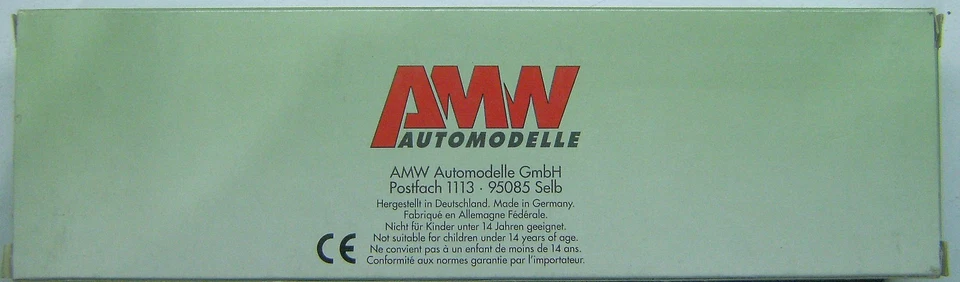 AMW
AUTOMODELLE
AMW Automodelle GmbH
Postfach 1113 · 95085 Selb
Hergestellt in Deutschland. Made in Germany.
Fabriqué en Allemagne Fédérale.
Nicht für Kinder unter 14 Jahren geeignet.
Not suitable for children under 14 years of age.
Ne convient pas à un enfant de moins de 14 ans.
Conformité aux normes garantie par l'importateur.
CE